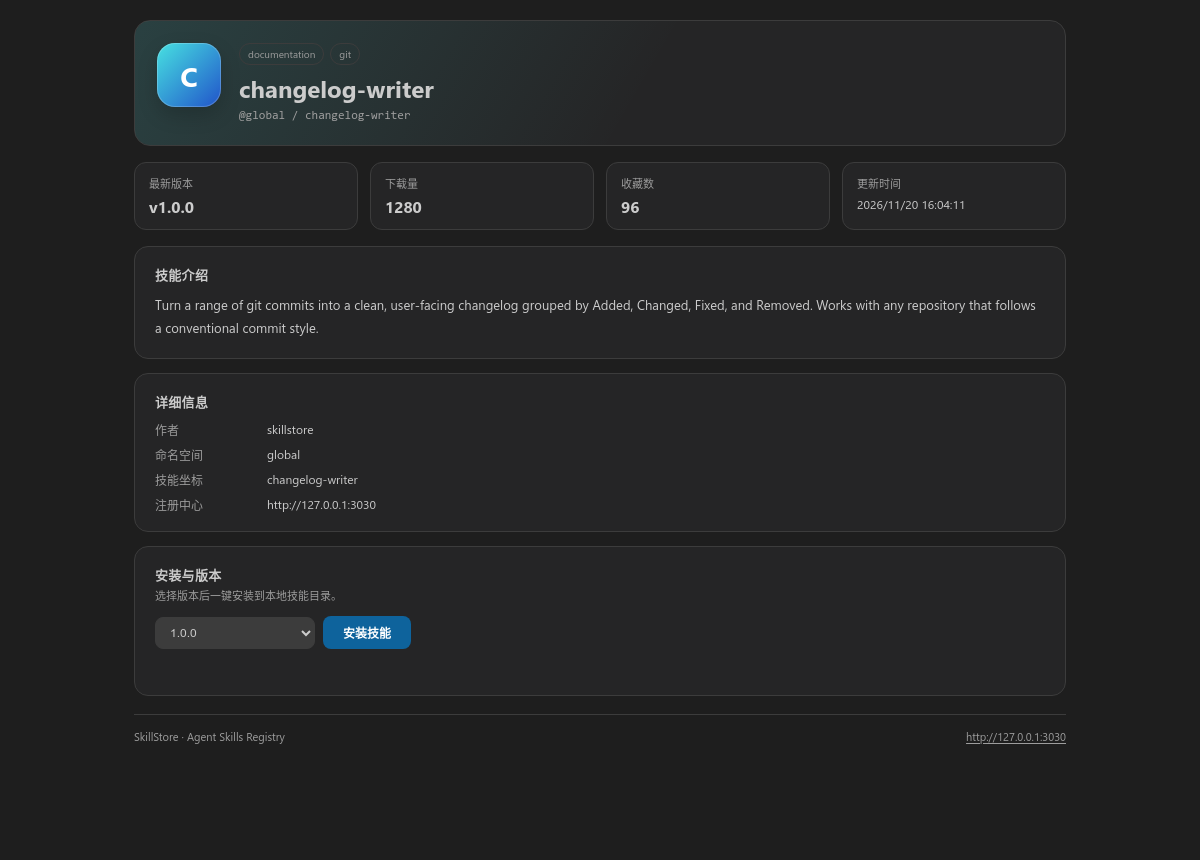 C
documentation git
changelog-writer
@global / changelog-writer
最新版本
v1.0.0
下载量
1280
收藏数
96
更新时间
2026/11/20 16:04:11
技能介绍
Turn a range of git commits into a clean, user-facing changelog grouped by Added, Changed, Fixed, and Removed. Works with any repository that follows
a conventional commit style.
详细信息
作者 skillstore
命名空间 global
技能坐标 changelog-writer
注册中心 http://127.0.0.1:3030
安装与版本
选择版本后一键安装到本地技能目录。
1.0.0 安装技能
SkillStore · Agent Skills Registry http://127.0.0.1:3030